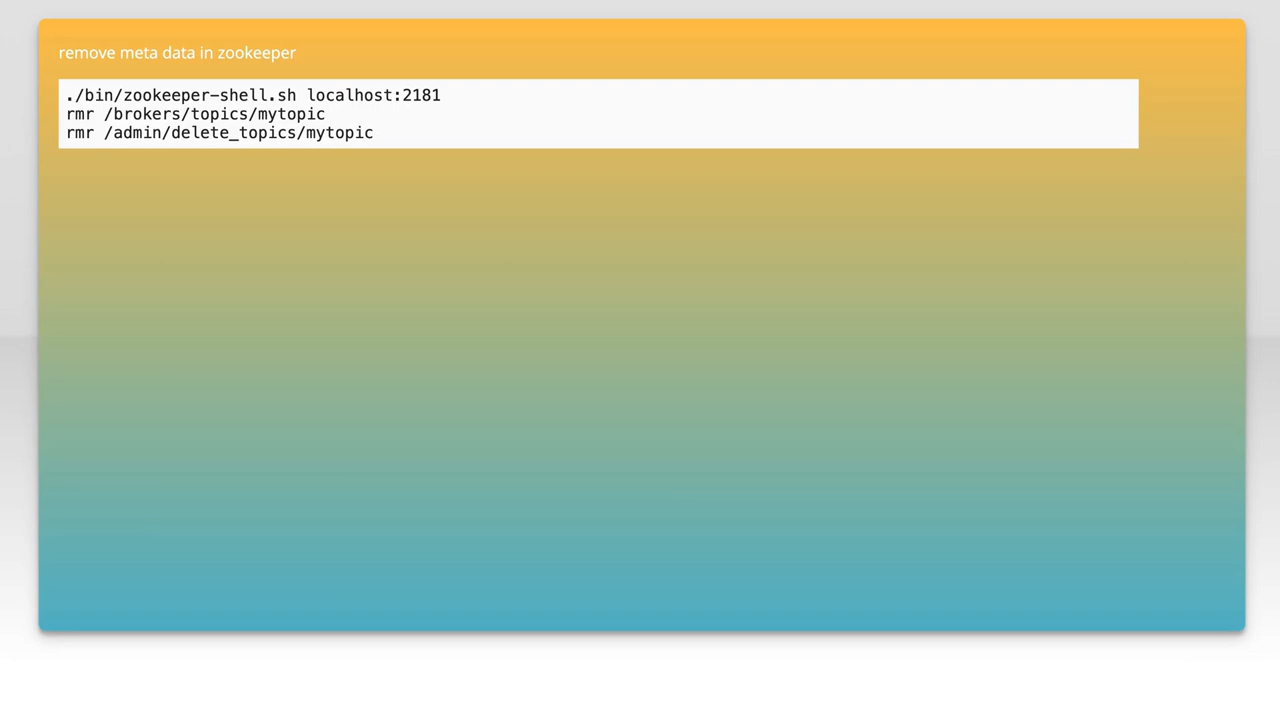 remove meta data in zookeeper
./bin/zookeeper-shell.sh localhost:2181
rmr /brokers/topics/mytopic
rmr /admin/delete_topics/mytopic